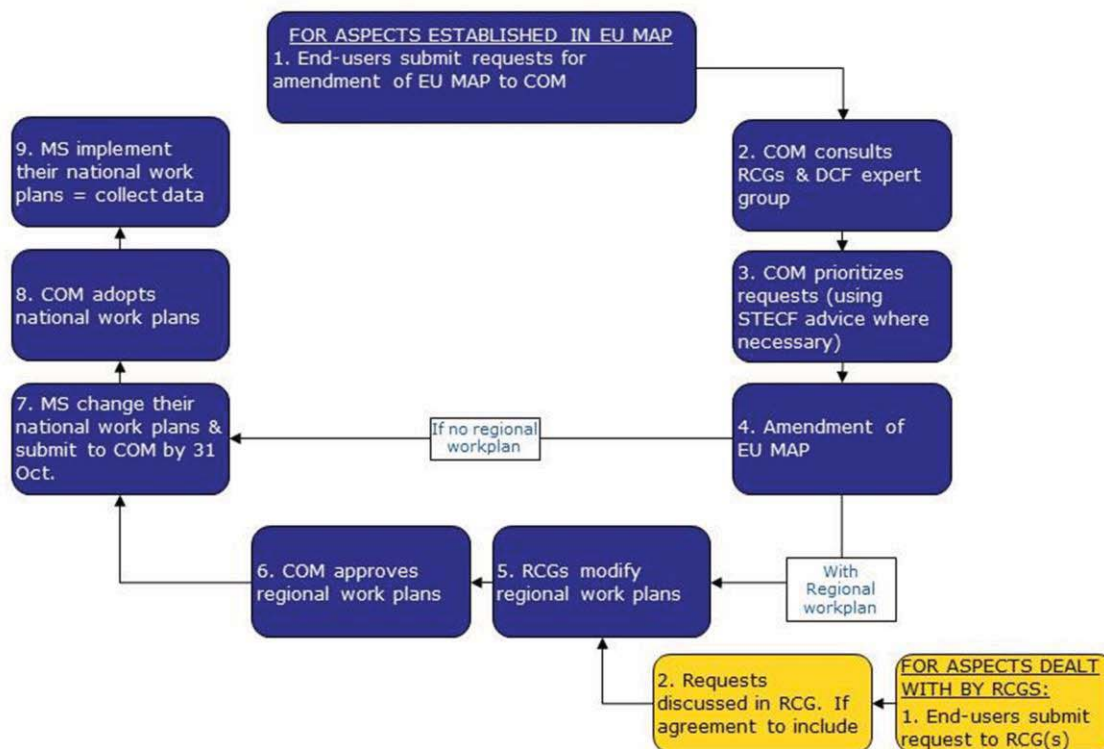 FOR ASPECTS ESTABLISHED IN EU MAP
1. End-users submit requests for
amendment of EU MAP to COM
2. COM consults
RCGs & DCF expert
group
3. COM prioritizes
requests (using
STECF advice where
necessary)
4. Amendment of
EU MAP
If no regional
workplan
With
Regional
workplan
5. RCGs modify
regional work plans
6. COM approves
regional work plans
7. MS change their
national work plans &
submit to COM by 31
Oct.
8. COM adopts
national work plans
9. MS implement
their national work
plans = collect data
FOR ASPECTS DEALT
WITH BY RCGS:
1. End-users submit
request to RCG(s)
2. Requests
discussed in RCG. If
agreement to include